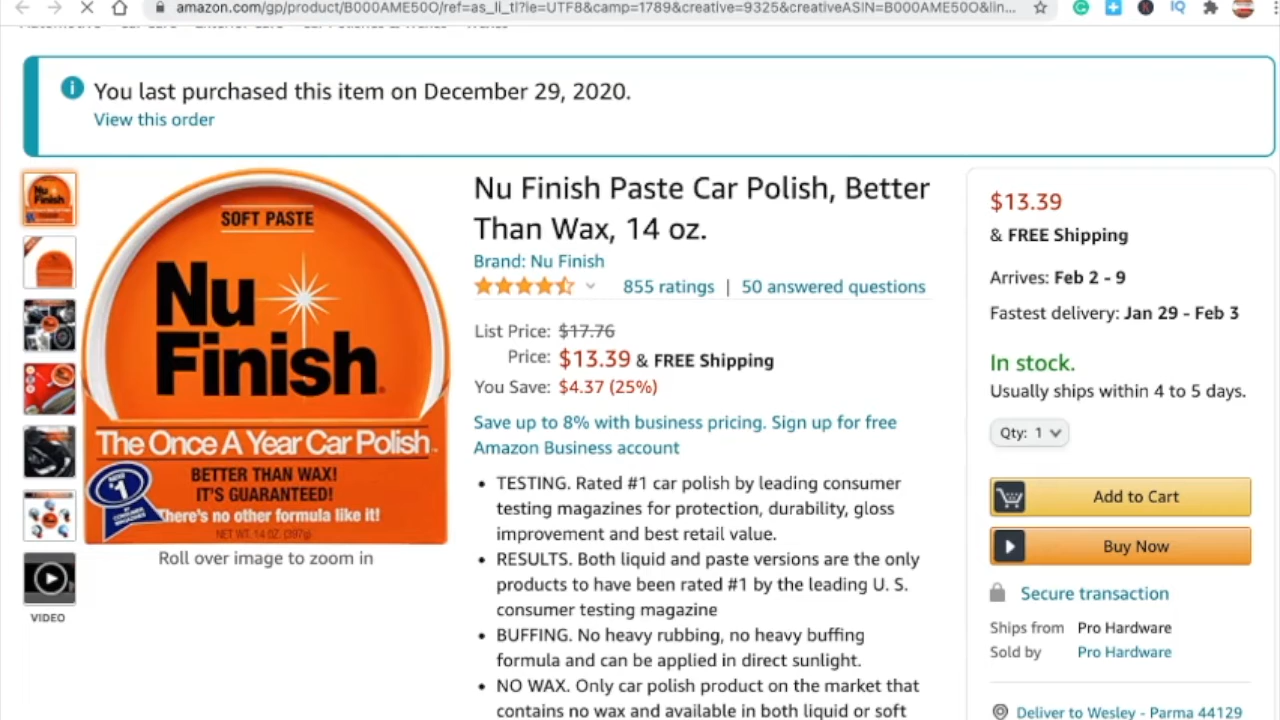 amazon.com/gp/product/B000AME50O/ref=as_li_tl?ie=UTF8&camp=1789&creative=9325&creativeASIN=B000AME50O&lin...
You last purchased this item on December 29, 2020.
View this order
SOFT PASTE
Nu
Finish®
The Once A Year Car Polish™
BETTER THAN WAX!
IT'S GUARANTEED!
There's no other formula like it!
NET WT. 14 OZ. (397g)
Roll over image to zoom in
VIDEO
Nu Finish Paste Car Polish, Better
Than Wax, 14 oz.
Brand: Nu Finish
855 ratings | 50 answered questions
List Price: $17.76
Price: $13.39 & FREE Shipping
You Save: $4.37 (25%)
Save up to 8% with business pricing. Sign up for free
Amazon Business account
• TESTING. Rated #1 car polish by leading consumer
testing magazines for protection, durability, gloss
improvement and best retail value.
• RESULTS. Both liquid and paste versions are the only
products to have been rated #1 by the leading U. S.
consumer testing magazine
• BUFFING. No heavy rubbing, no heavy buffing
formula and can be applied in direct sunlight.
• NO WAX. Only car polish product on the market that
contains no wax and available in both liquid or soft
$13.39
& FREE Shipping
Arrives: Feb 2 - 9
Fastest delivery: Jan 29 - Feb 3
In stock.
Usually ships within 4 to 5 days.
Qty: 1
Add to Cart
Buy Now
Secure transaction
Ships from Pro Hardware
Sold by Pro Hardware
Deliver to Wesley - Parma 44129